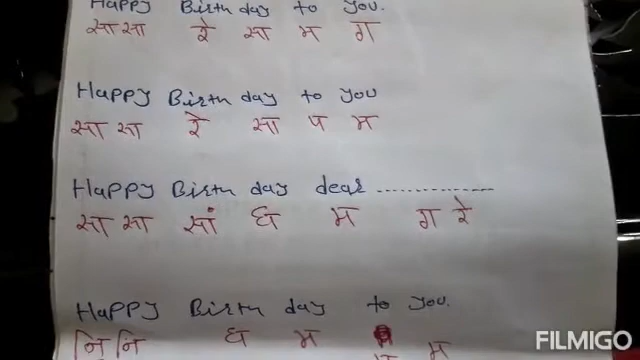 Happy Birth day to you.
सा सा रे सा म ग
Happy Birth day to you
सा सा रे सा प म
Happy Birth day dear ..............
सा सा सां ध म ग रे
Happy Birth day to you.
नि नि ध म म
FILMIGO